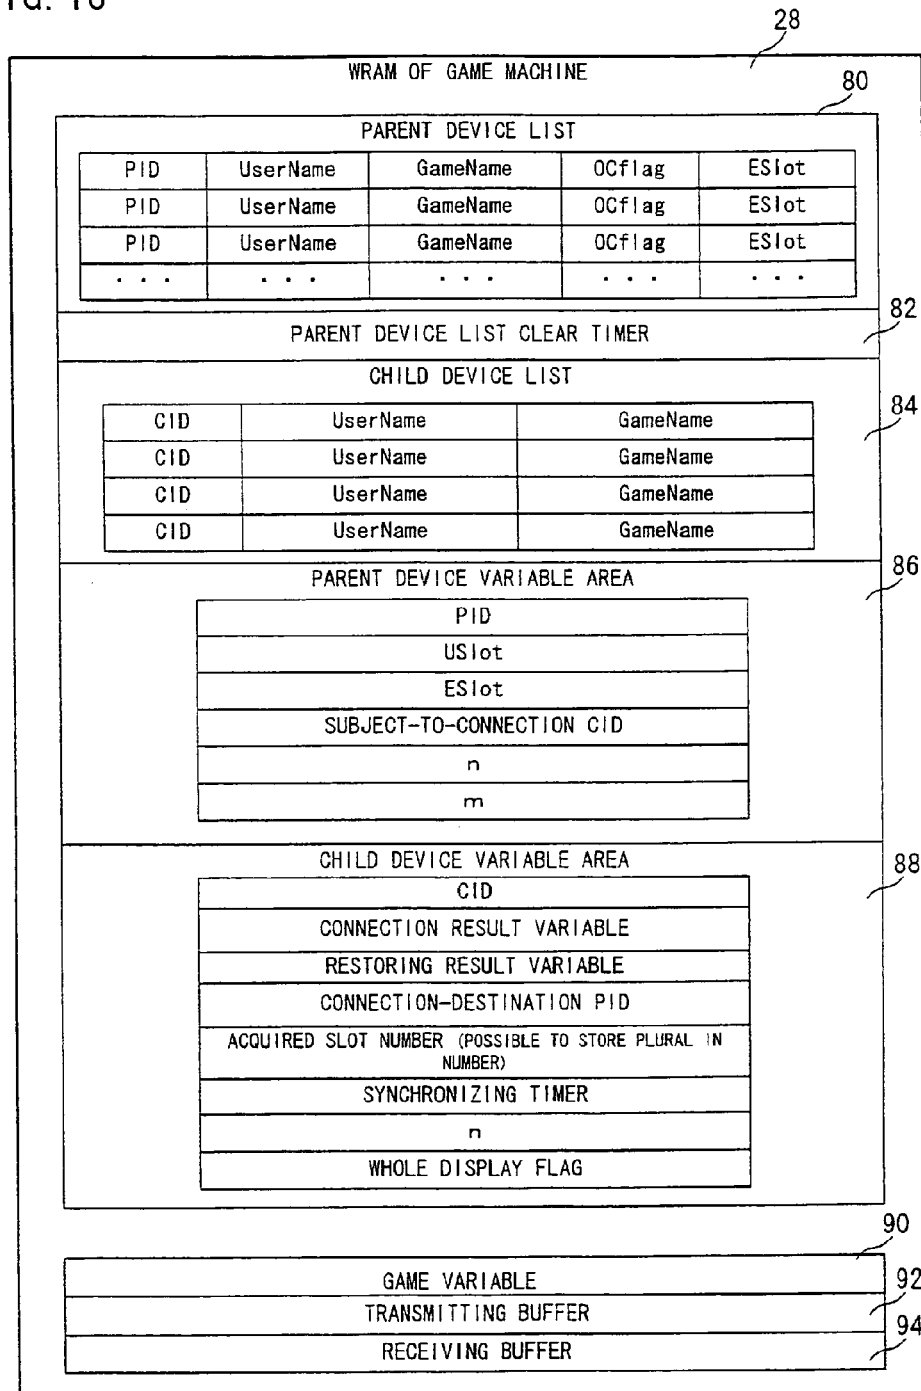 28
WRAM OF GAME MACHINE
80
PARENT DEVICE LIST
PID UserName GameName OCflag ESlot
PID UserName GameName OCflag ESlot
PID UserName GameName OCflag ESlot
... ... ... ... ...
82
PARENT DEVICE LIST CLEAR TIMER
CHILD DEVICE LIST
84
CID UserName GameName
CID UserName GameName
CID UserName GameName
CID UserName GameName
86
PARENT DEVICE VARIABLE AREA
PID
USlot
ESlot
SUBJECT-TO-CONNECTION CID
n
m
CHILD DEVICE VARIABLE AREA
88
CID
CONNECTION RESULT VARIABLE
RESTORING RESULT VARIABLE
CONNECTION-DESTINATION PID
ACQUIRED SLOT NUMBER (POSSIBLE TO STORE PLURAL IN
NUMBER)
SYNCHRONIZING TIMER
n
WHOLE DISPLAY FLAG
90
GAME VARIABLE
92
TRANSMITTING BUFFER
94
RECEIVING BUFFER